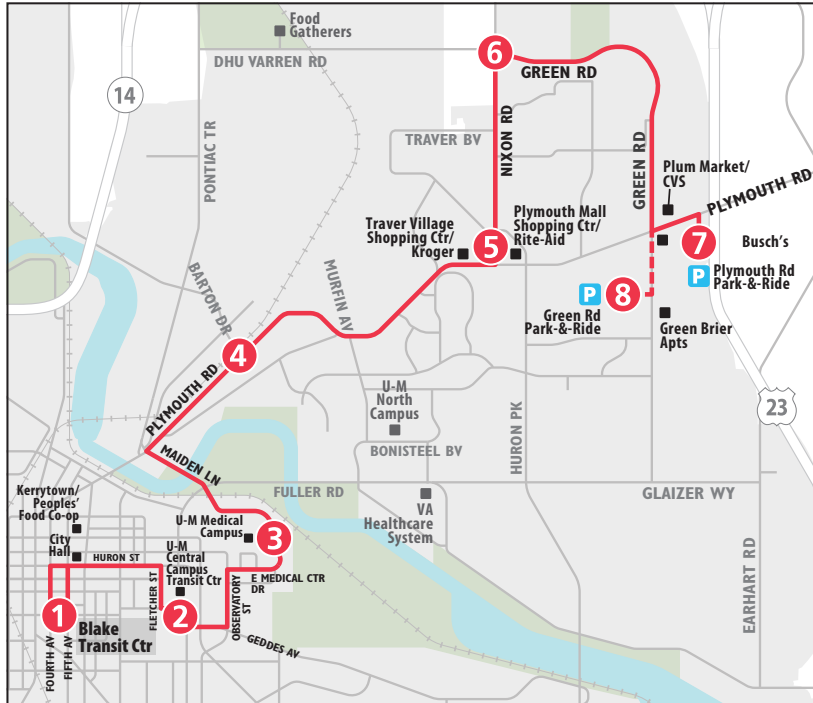 Food
Gatherers
DHU VARREN RD
14
6
GREEN RD
PONTIAC TR
TRAVER BV
NIXON RD
GREEN RD
Plum Market/
CVS
PLYMOUTH RD
Traver Village
Shopping Ctr/
Kroger
5
Plymouth Mall
Shopping Ctr/
Rite-Aid
7
Busch's
P
Plymouth Rd
Park-&-Ride
P
8
Green Rd
Park-&-Ride
Green Brier
Apts
BARTON DR
MURFIN AV
4
PLYMOUTH RD
U-M
North
Campus
BONISTEEL BV
HURON PK
23
MAIDEN LN
FULLER RD
GLAIZER WY
VA
Healthcare
System
EARHART RD
Kerrytown/
Peoples'
Food Co-op
City
Hall
HURON ST
U-M Medical
Campus
3
U-M
Central
Campus
Transit Ctr
E MEDICAL CTR
DR
FLETCHER ST
2
OBSERVATORY
ST
GEDDES AV
1
Blake
Transit Ctr
FOURTH AV
FIFTH AV